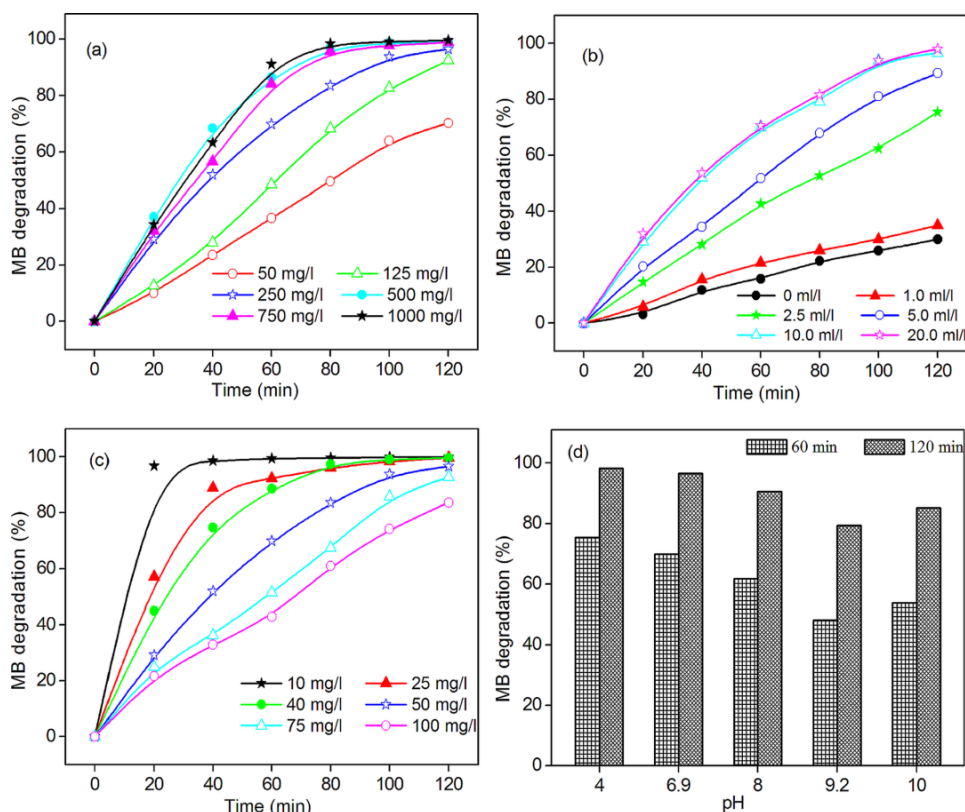 (a)
MB degradation (%)
100
80
60
40
20
0
50 mg/l 125 mg/l
250 mg/l 500 mg/l
750 mg/l 1000 mg/l
0 20 40 60 80 100 120
Time (min)
(b)
MB degradation (%)
100
80
60
40
20
0
0 ml/l 1.0 ml/l
2.5 ml/l 5.0 ml/l
10.0 ml/l 20.0 ml/l
0 20 40 60 80 100 120
Time (min)
(c)
MB degradation (%)
100
80
60
40
20
0
10 mg/l 25 mg/l
40 mg/l 50 mg/l
75 mg/l 100 mg/l
0 20 40 60 80 100 120
Time (min)
(d)
60 min 120 min
MB degradation (%)
100
80
60
40
20
0
4 6.9 8 9.2 10
pH